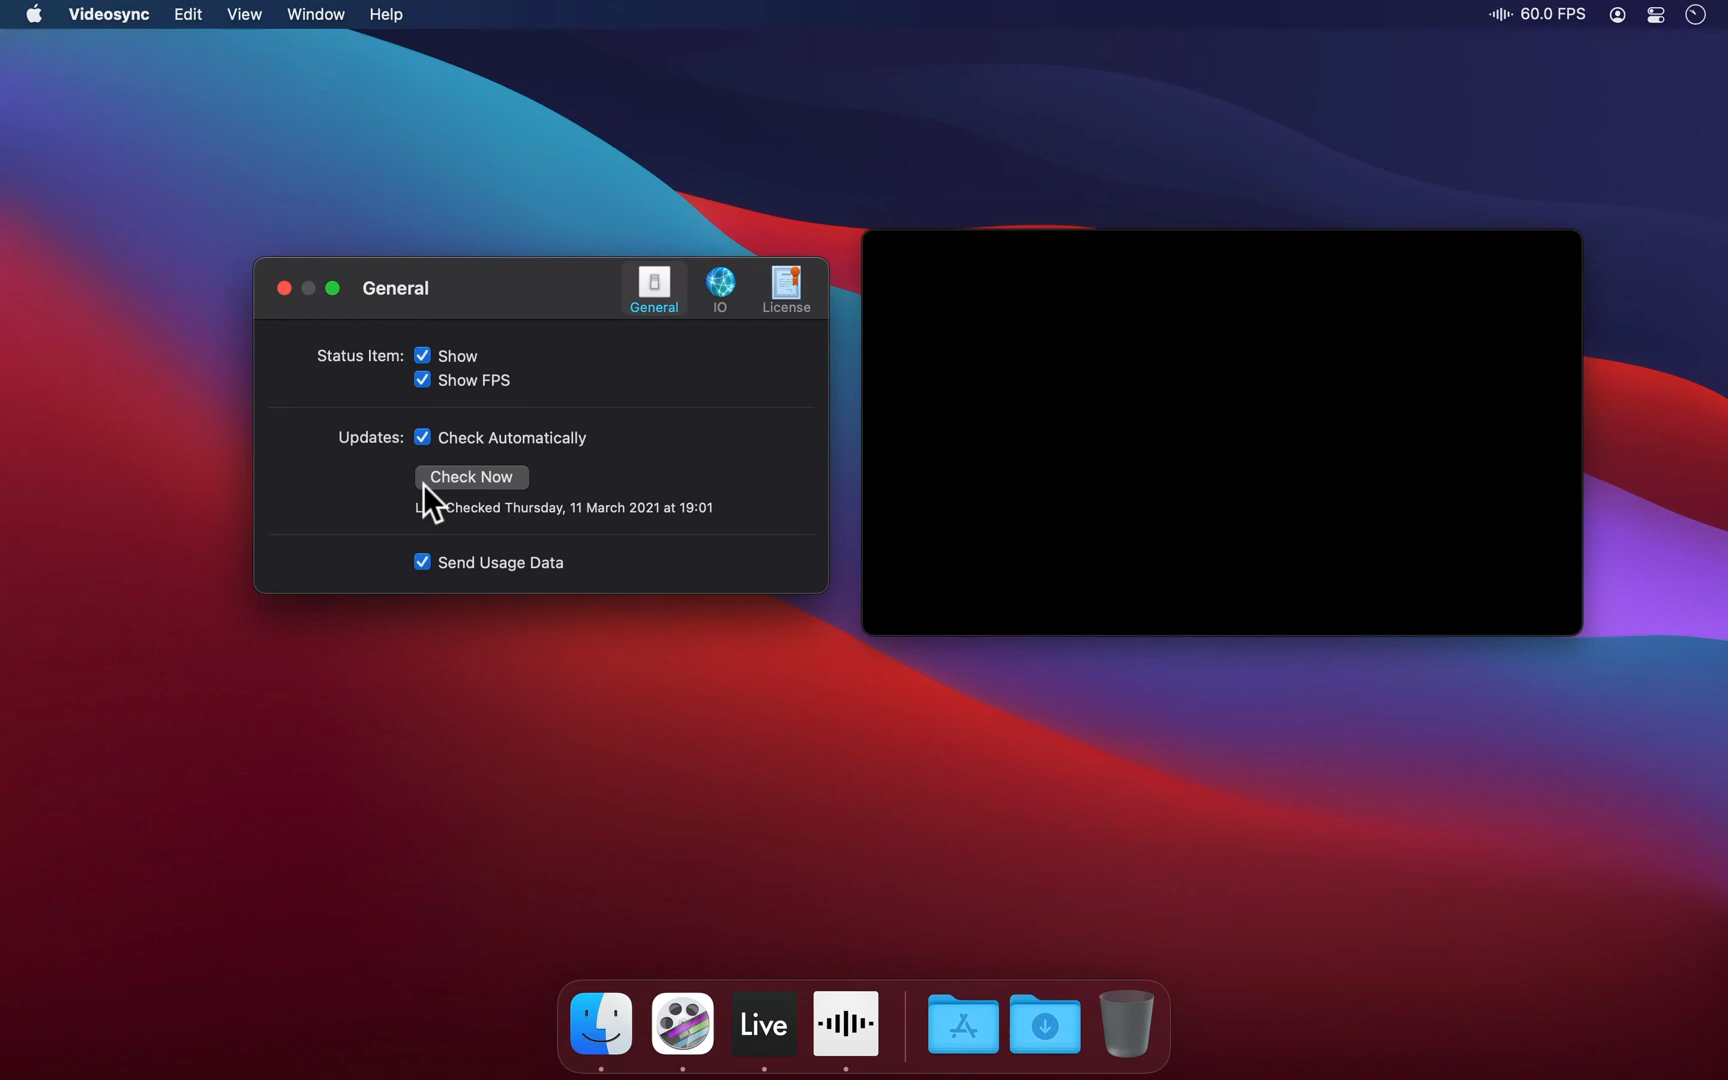 Videosync Edit View Window Help 60.0 FPS
General
General IO License
Status Item: Show
Show FPS
Updates: Check Automatically
Check Now
Checked Thursday, 11 March 2021 at 19:01
Send Usage Data
Live